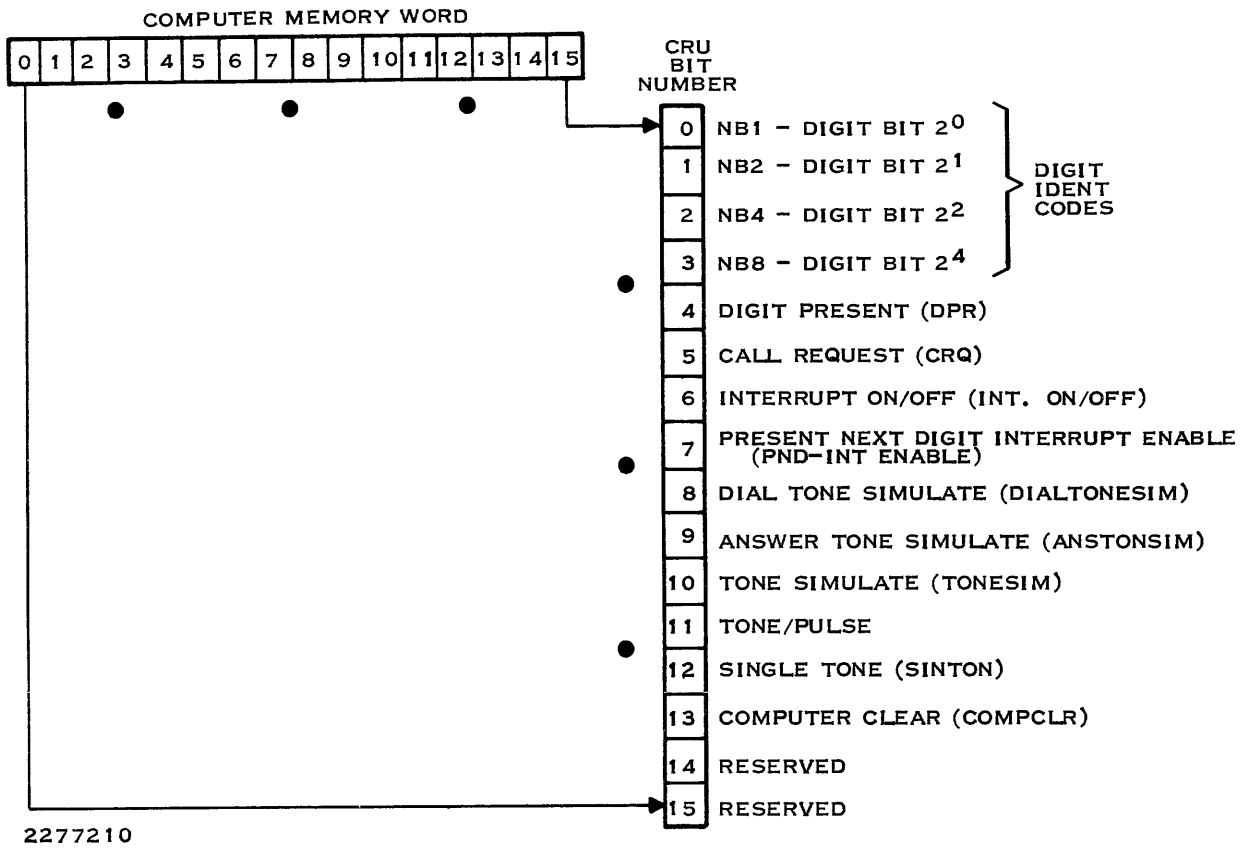 COMPUTER MEMORY WORD
0 1 2 3 4 5 6 7 8 9 10 11 12 13 14 15
CRU
BIT
NUMBER
0 NB1 – DIGIT BIT 2⁰
1 NB2 – DIGIT BIT 2¹
2 NB4 – DIGIT BIT 2²
3 NB8 – DIGIT BIT 2⁴
DIGIT
IDENT
CODES
4 DIGIT PRESENT (DPR)
5 CALL REQUEST (CRQ)
6 INTERRUPT ON/OFF (INT. ON/OFF)
7 PRESENT NEXT DIGIT INTERRUPT ENABLE
(PND–INT ENABLE)
8 DIAL TONE SIMULATE (DIALTONESIM)
9 ANSWER TONE SIMULATE (ANSTONSIM)
10 TONE SIMULATE (TONESIM)
11 TONE/PULSE
12 SINGLE TONE (SINTON)
13 COMPUTER CLEAR (COMPCLR)
14 RESERVED
15 RESERVED
2277210